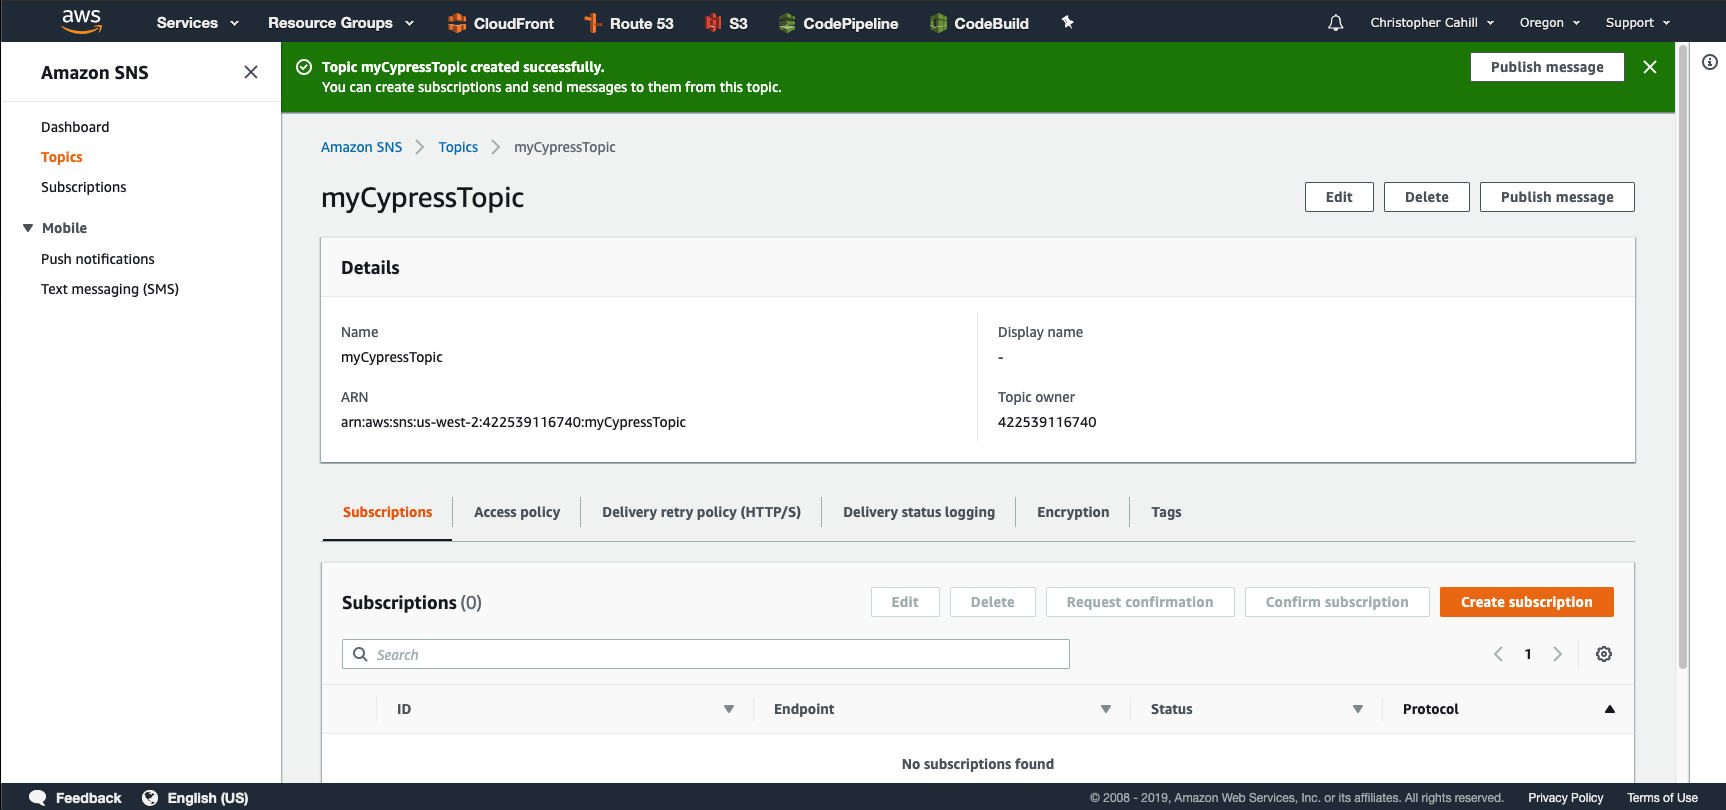 aws
Services
Resource Groups
CloudFront
Route 53
S3
CodePipeline
CodeBuild
Christopher Cahill
Oregon
Support
Amazon SNS
Dashboard
Topics
Subscriptions
Mobile
Push notifications
Text messaging (SMS)
Topic myCypressTopic created successfully.
You can create subscriptions and send messages to them from this topic.
Publish message
Amazon SNS
Topics
myCypressTopic
myCypressTopic
Edit
Delete
Publish message
Details
Name
myCypressTopic
ARN
arn:aws:sns:us-west-2:422539116740:myCypressTopic
Display name
-
Topic owner
422539116740
Subscriptions
Access policy
Delivery retry policy (HTTP/S)
Delivery status logging
Encryption
Tags
Subscriptions (0)
Edit
Delete
Request confirmation
Confirm subscription
Create subscription
Search
1
ID
Endpoint
Status
Protocol
No subscriptions found
Feedback
English (US)
© 2008 - 2019, Amazon Web Services, Inc. or its affiliates. All rights reserved.
Privacy Policy
Terms of Use